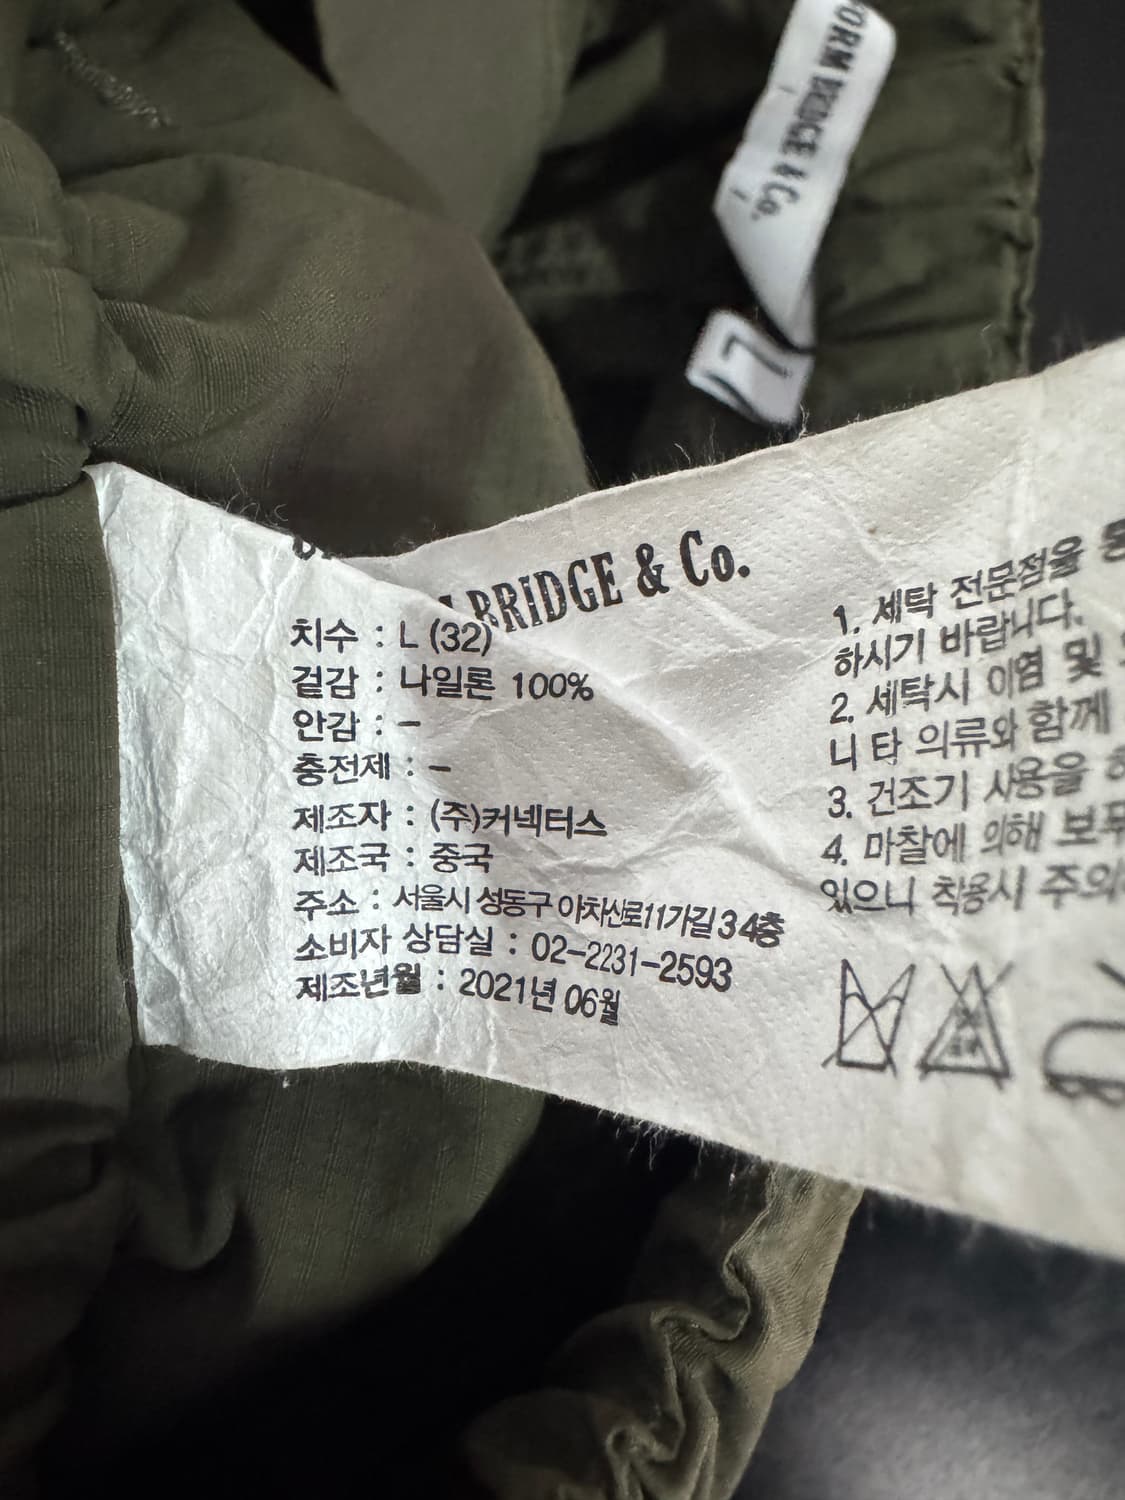 FORM BRIDGE & Co.
L
BRIDGE & Co.
치수 : L (32)
겉감 : 나일론 100%
안감 : -
충전제 : -
제조자 : (주)커넥터스
제조국 : 중국
주소 : 서울시 성동구 아차산로11가길 3 4층
소비자 상담실 : 02-2231-2593
제조년월 : 2021년 06월
1. 세탁 전문점을
하시기 바랍니다.
2. 세탁시 이염 및
니 타 의류와 함께
3. 건조기 사용을
4. 마찰에 의해 보푸
있으니 착용시 주의